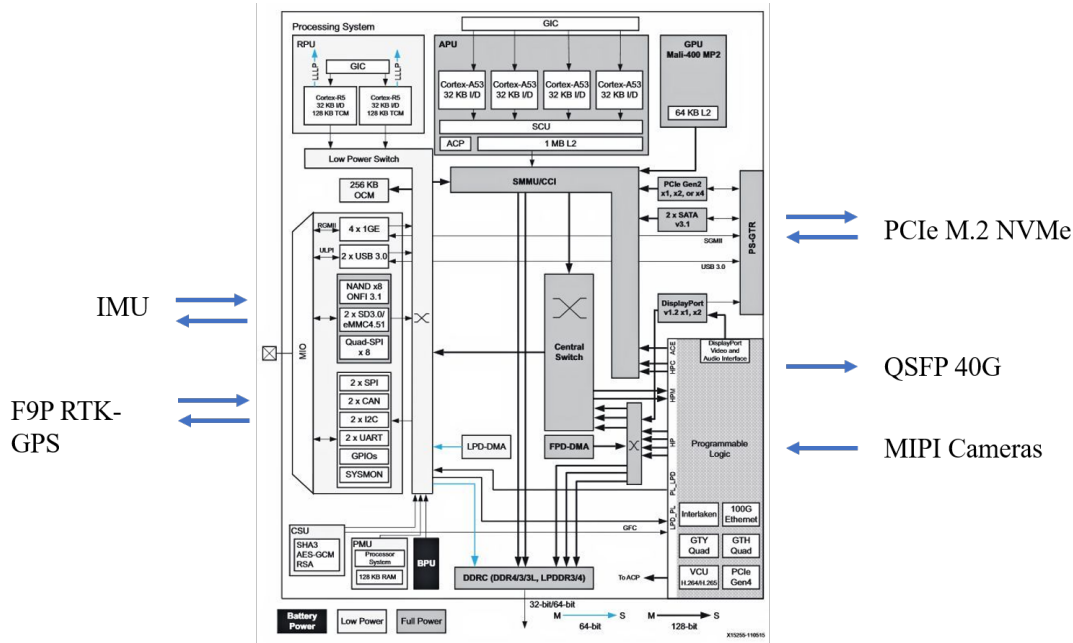 Processing System
RPU
LLLP
LLLP
GIC
Cortex-R5
32 KB I/D
128 KB TCM
Cortex-R5
32 KB I/D
128 KB TCM
GIC
APU
Cortex-A53
32 KB I/D
Cortex-A53
32 KB I/D
Cortex-A53
32 KB I/D
Cortex-A53
32 KB I/D
SCU
ACP
1 MB L2
GPU
Mali-400 MP2
64 KB L2
Low Power Switch
256 KB
OCM
SMMU/CCI
PCIe Gen2
x1, x2, or x4
2 x SATA
v3.1
PS-GTR
SGMII
USB 3.0
PCIe M.2 NVMe
RGMII
4 x 1GE
ULPI
2 x USB 3.0
NAND x8
ONFI 3.1
2 x SD3.0/
eMMC4.51
Quad-SPI
x 8
MIO
IMU
F9P RTK-
GPS
2 x SPI
2 x CAN
2 x I2C
2 x UART
GPIOs
SYSMON
Central
Switch
DisplayPort
v1.2 x1, x2
DisplayPort
Video and
Audio Interface
ACE
HPC
HPM
HP
PL_LPD
LPD_PL
QSFP 40G
MIPI Cameras
LPD-DMA
FPD-DMA
Programmable
Logic
Interlaken
100G
Ethernet
GTY
Quad
GTH
Quad
VCU
H.264/H.265
PCIe
Gen4
GFC
CSU
SHA3
AES-GCM
RSA
PMU
Processor
System
128 KB RAM
BPU
DDRC (DDR4/3/3L, LPDDR3/4)
To ACP
32-bit/64-bit
Battery
Power
Low Power
Full Power
M
S
64-bit
M
S
128-bit
X15255-110515